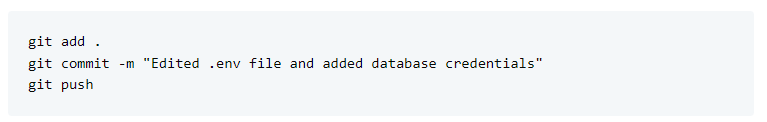 git add .
git commit -m "Edited .env file and added database credentials"
git push